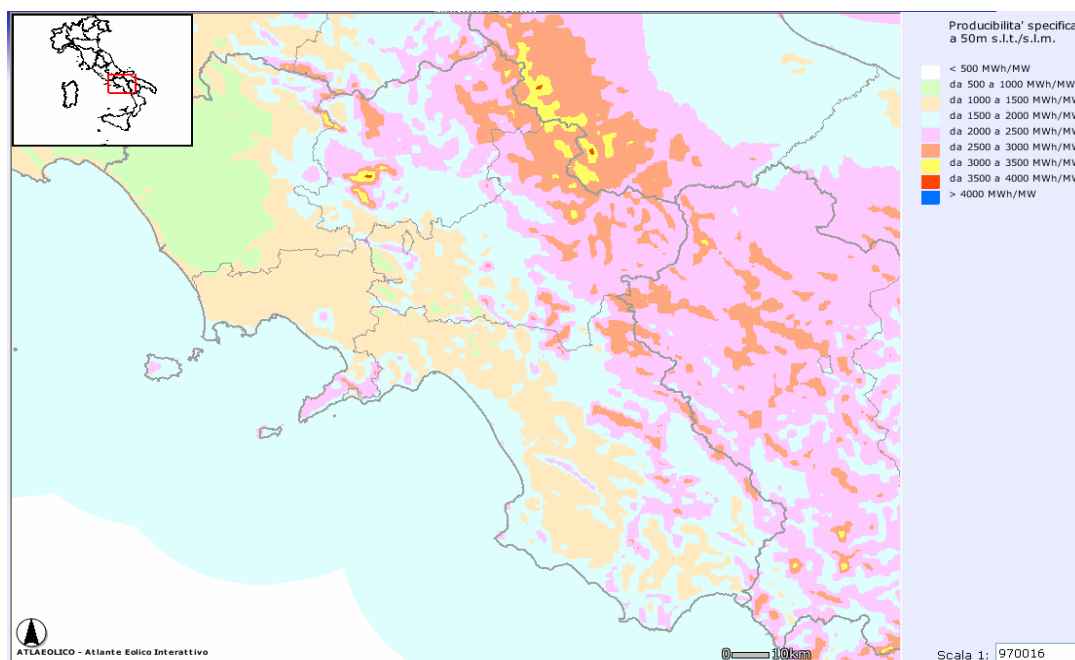 Producibilita' specifica
a 50m s.l.t./s.l.m.
< 500 MWh/MW
da 500 a 1000 MWh/MW
da 1000 a 1500 MWh/MW
da 1500 a 2000 MWh/MW
da 2000 a 2500 MWh/MW
da 2500 a 3000 MWh/MW
da 3000 a 3500 MWh/MW
da 3500 a 4000 MWh/MW
> 4000 MWh/MW
ATLAEOLICO - Atlante Eolico Interattivo
0 10km
Scala 1: 970016